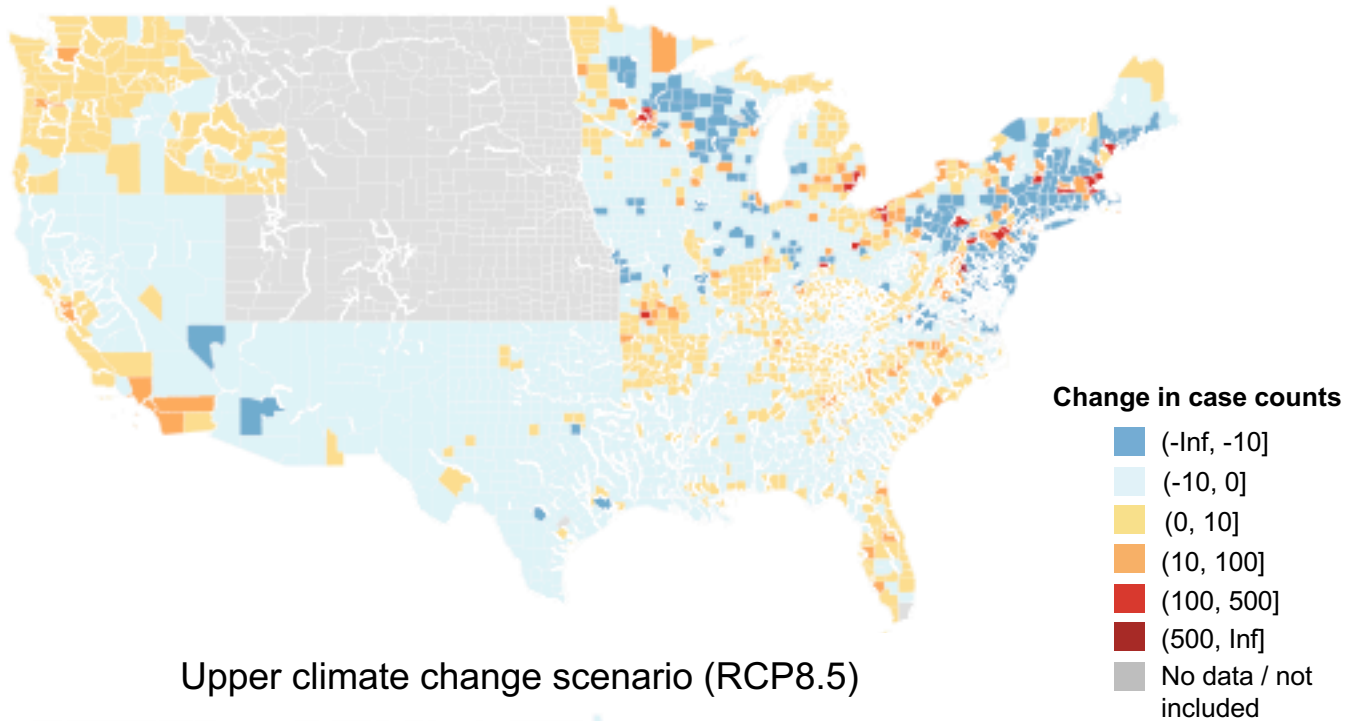 Change in case counts
(-Inf, -10]
(-10, 0]
(0, 10]
(10, 100]
(100, 500]
(500, Inf]
No data / not
included
Upper climate change scenario (RCP8.5)